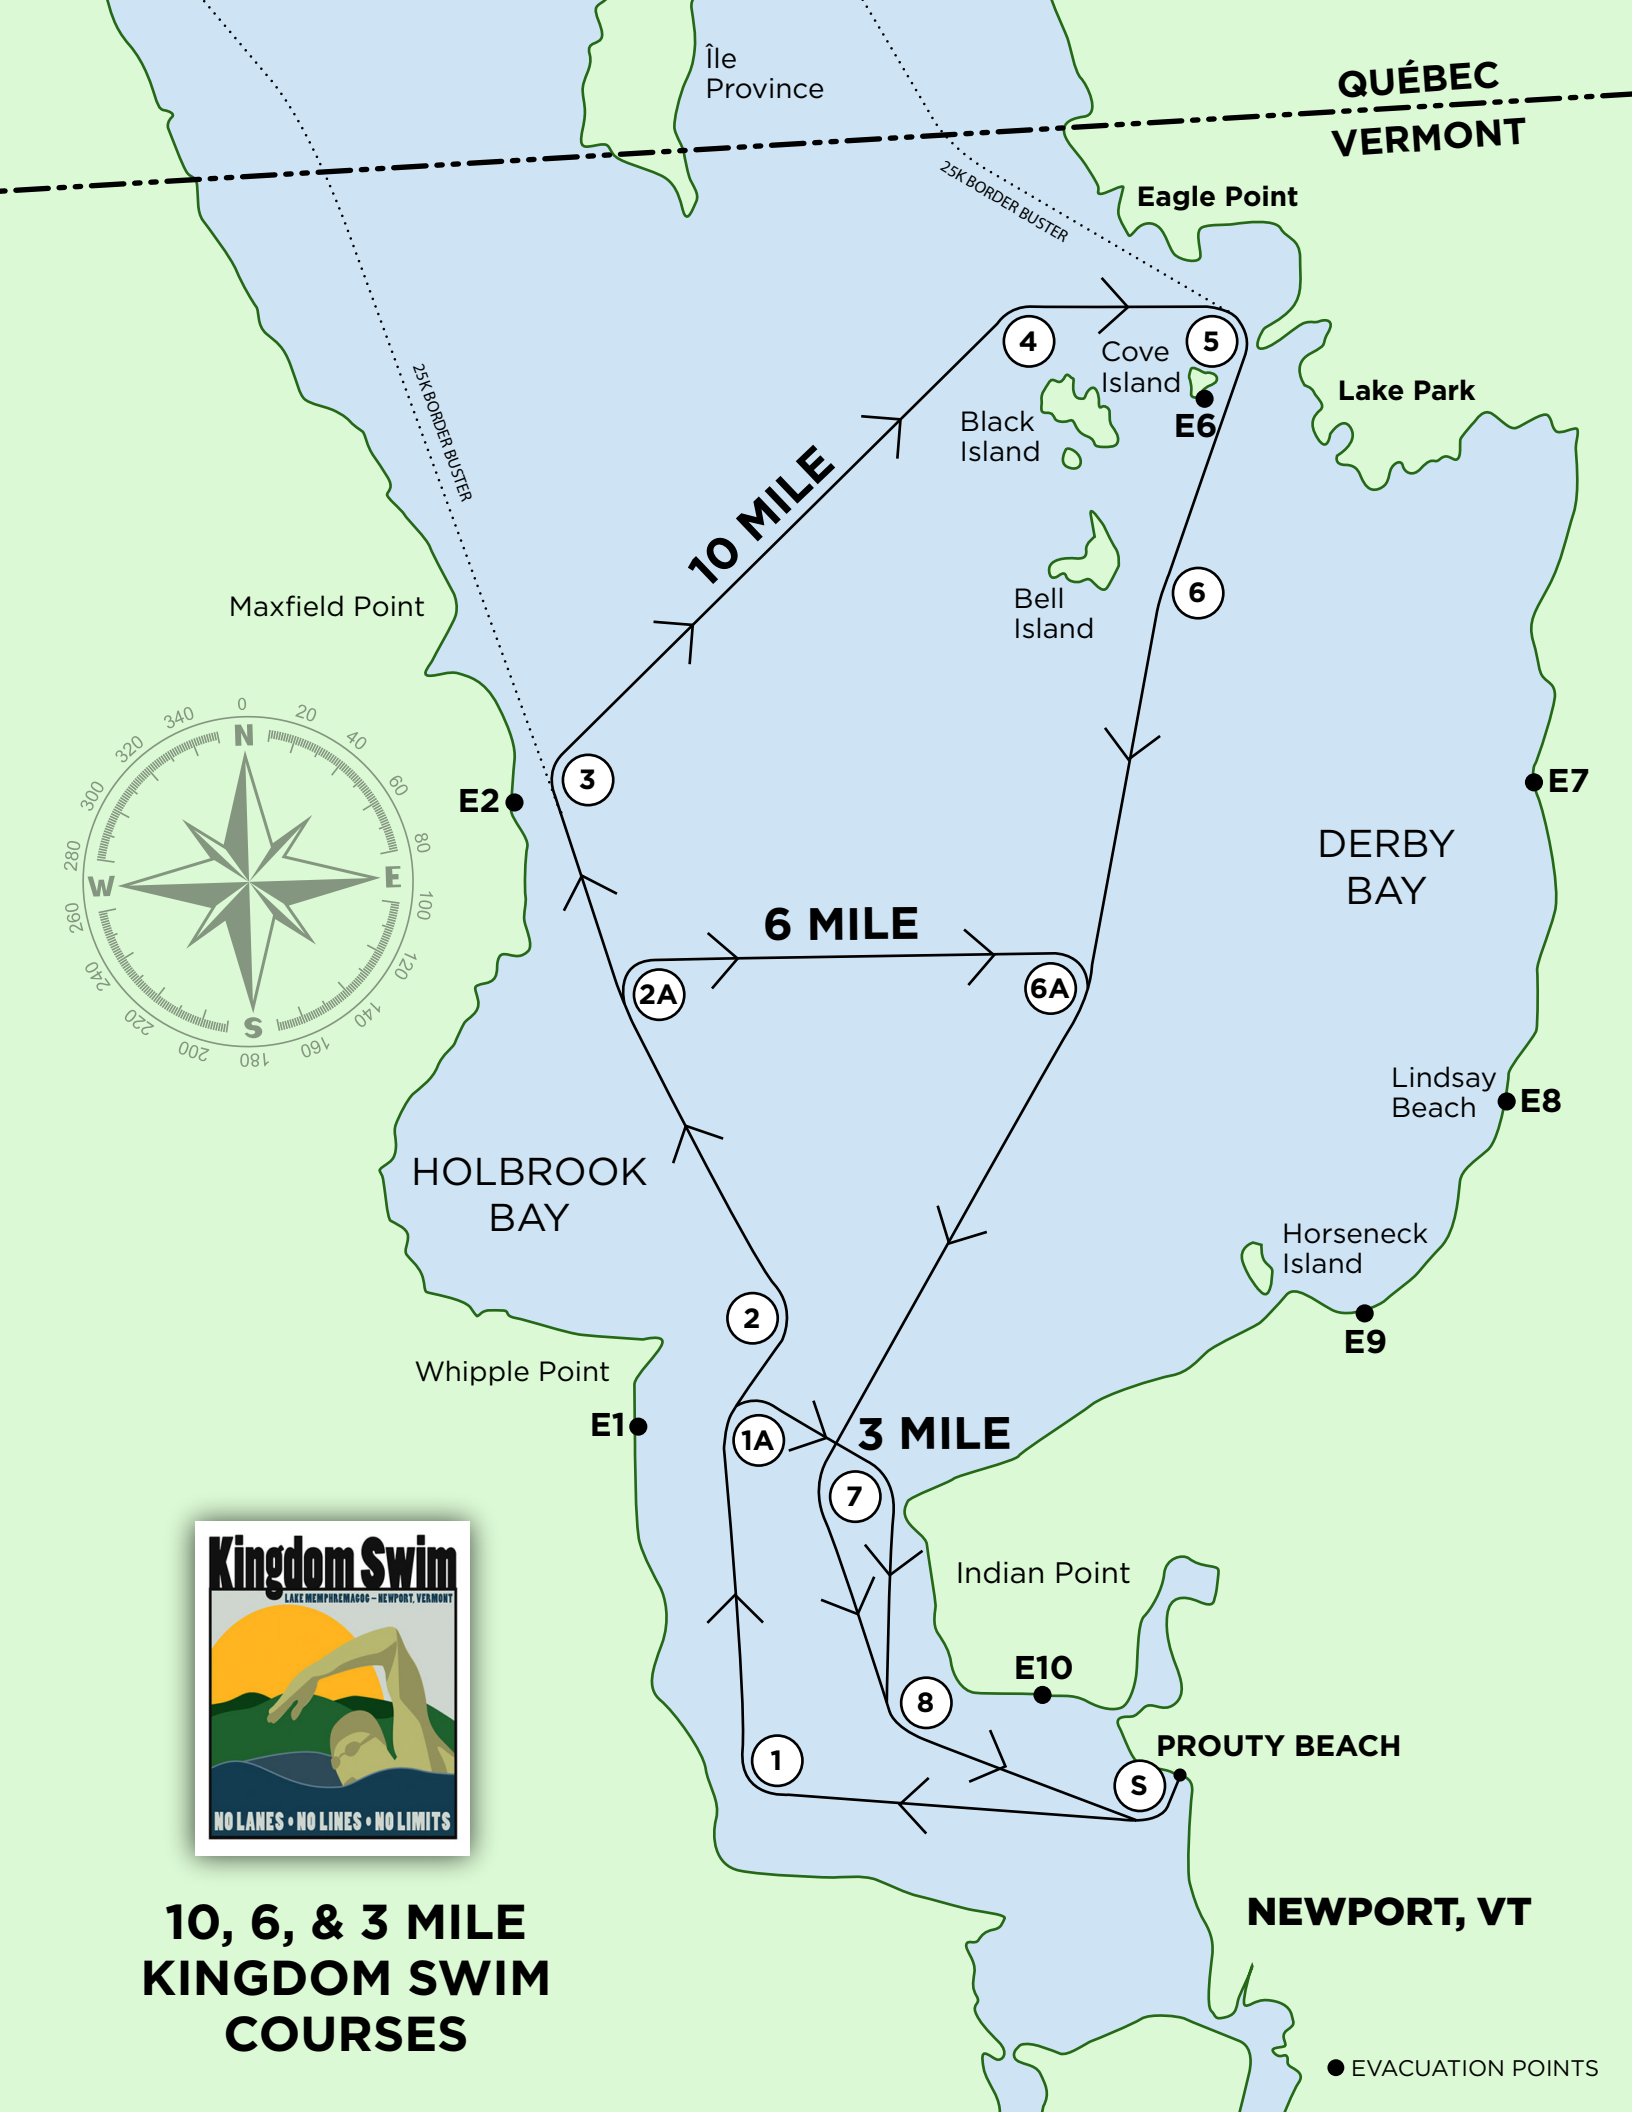 Île
Province
QUÉBEC
VERMONT
25K BORDER BUSTER
Eagle Point
4
5
Cove
Island
E6
Lake Park
Black
Island
25K BORDER BUSTER
10 MILE
Bell
Island
6
Maxfield Point
0
20
40
60
80
100
120
140
160
180
200
220
240
260
280
300
320
340
N
E
S
W
E2
3
E7
DERBY
BAY
6 MILE
2A
6A
Lindsay
Beach
E8
HOLBROOK
BAY
Horseneck
Island
E9
2
Whipple Point
E1
1A
3 MILE
7
Indian Point
E10
8
1
S
PROUTY BEACH
Kingdom Swim
LAKE MEMPHREMAGOG – NEWPORT, VERMONT
NO LANES • NO LINES • NO LIMITS
10, 6, & 3 MILE
KINGDOM SWIM
COURSES
NEWPORT, VT
EVACUATION POINTS